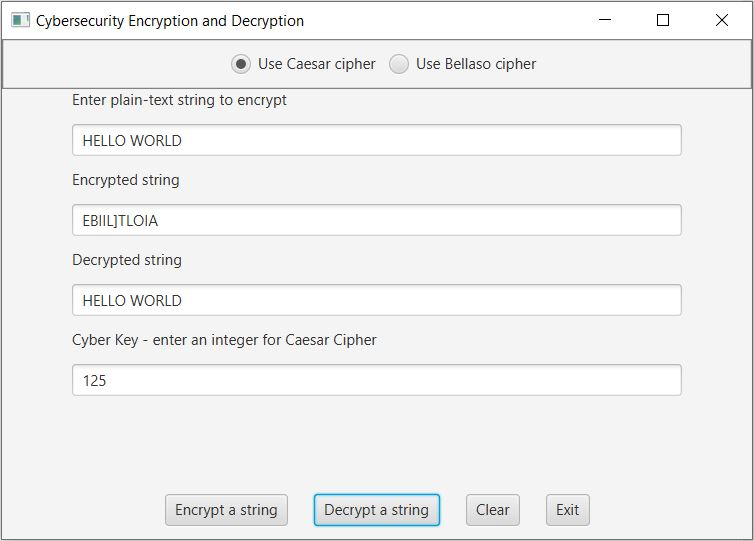 Cybersecurity Encryption and Decryption
Use Caesar cipher Use Bellaso cipher
Enter plain-text string to encrypt
HELLO WORLD
Encrypted string
EBIIL]TLOIA
Decrypted string
HELLO WORLD
Cyber Key - enter an integer for Caesar Cipher
125
Encrypt a string Decrypt a string Clear Exit